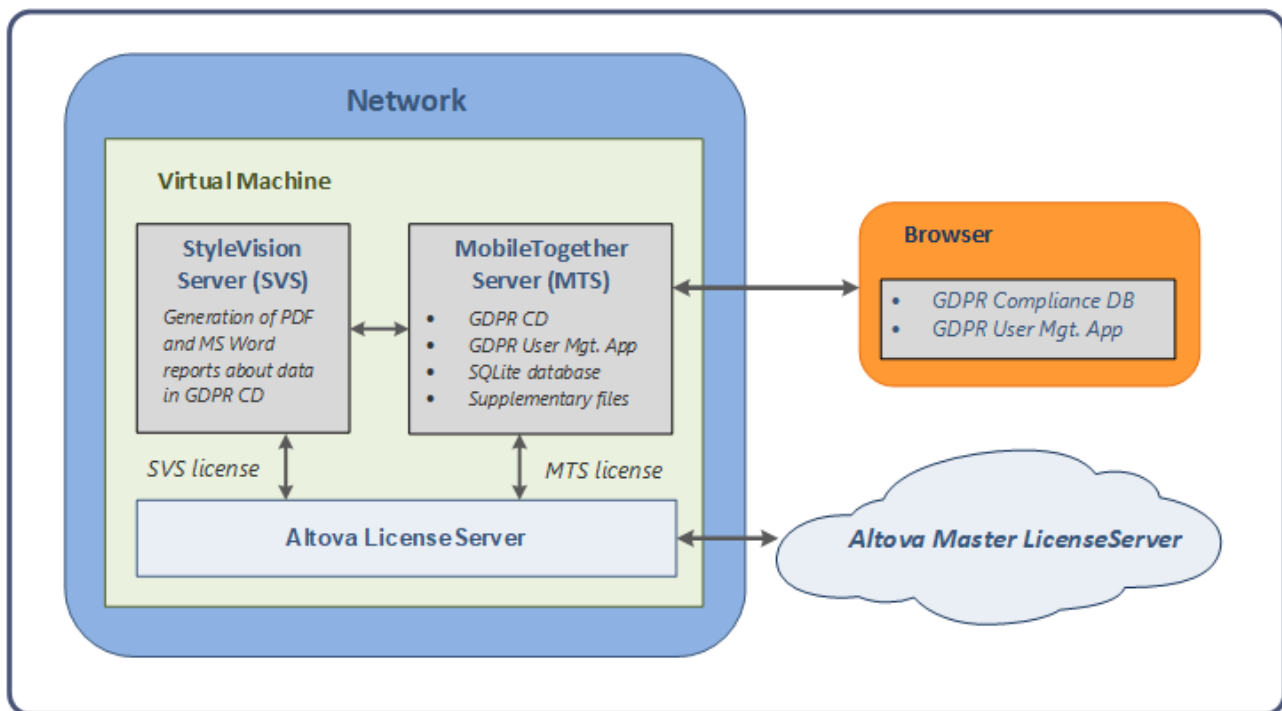 Network
Virtual Machine
StyleVision
Server (SVS)
Generation of PDF
and MS Word
reports about data
in GDPR CD
MobileTogether
Server (MTS)
• GDPR CD
• GDPR User Mgt. App
• SQLite database
• Supplementary files
SVS license
MTS license
Altova LicenseServer
Browser
• GDPR Compliance DB
• GDPR User Mgt. App
Altova Master LicenseServer